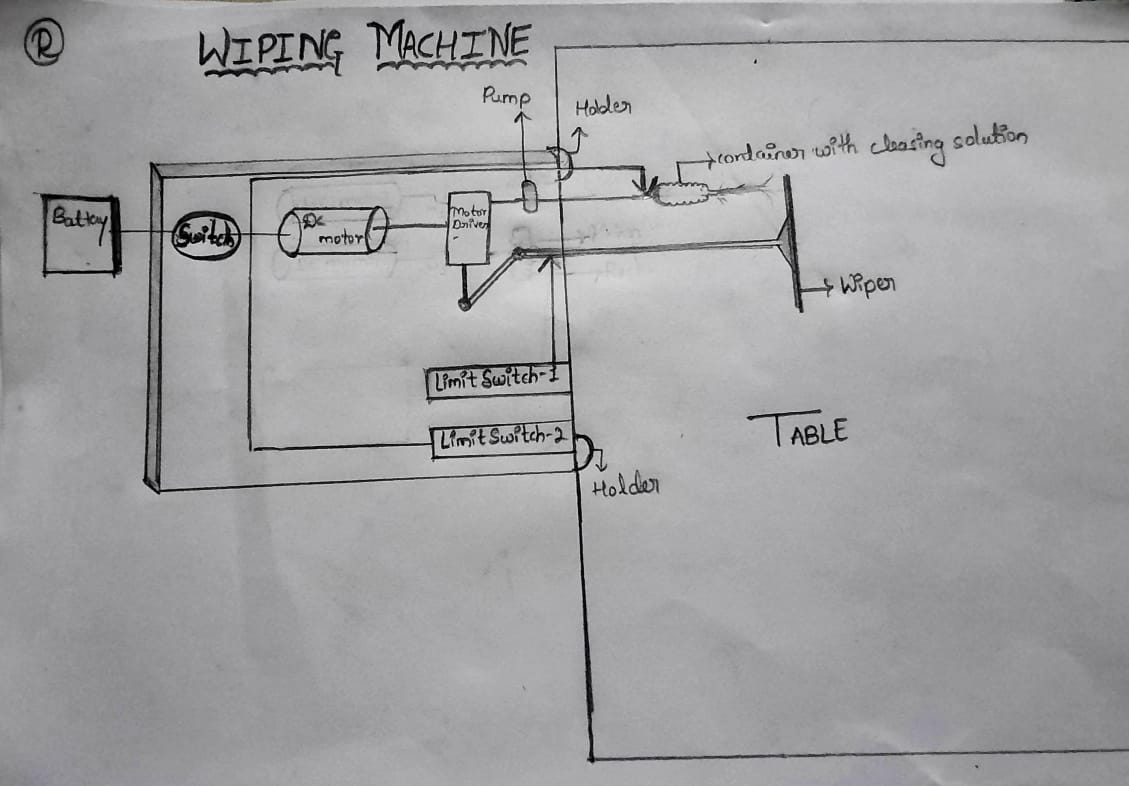 R
WIPING MACHINE
Pump
Holder
container with cleasing solution
Battery
Switch
DC
motor
Motor
Driver
Wiper
Limit Switch-1
Limit Switch-2
TABLE
Holder